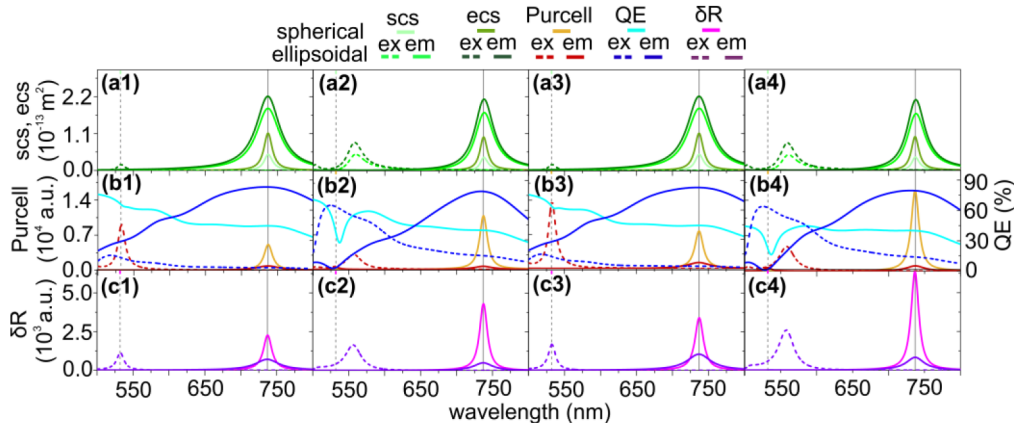 scs ecs Purcell QE δR
spherical
ellipsoidal ex em ex em ex em ex em ex em
(a1) (a2) (a3) (a4)
scs, ecs
(10⁻¹³ m²)
2.2
1.1
0.0
(b1) (b2) (b3) (b4)
Purcell
(10⁴ a.u.)
1.4
0.7
0.0
90
60
30
0
QE (%)
(c1) (c2) (c3) (c4)
δR
(10³ a.u.)
5.0
2.5
0.0
550 650 750 550 650 750 550 650 750 550 650 750
wavelength (nm)